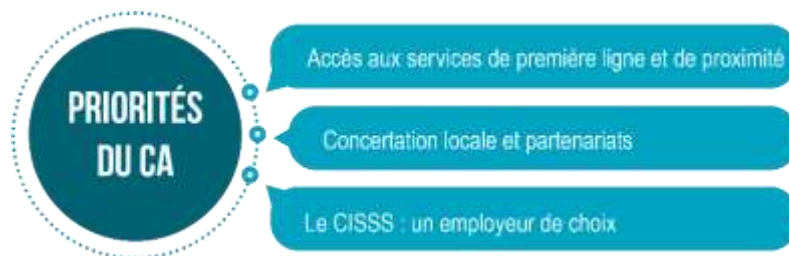 PRIORITÉS
DU CA
Accès aux services de première ligne et de proximité
Concertation locale et partenariats
Le CISSS : un employeur de choix